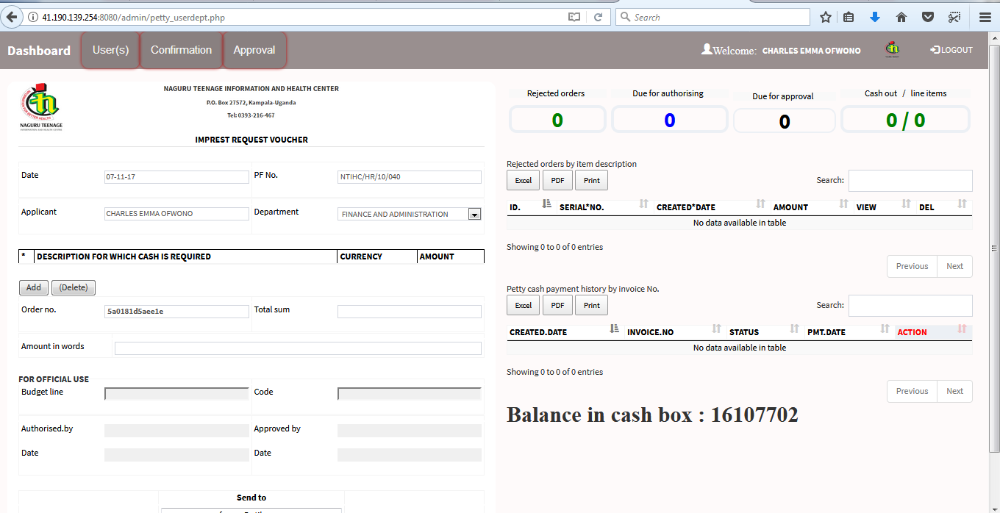 41.190.139.254:8080/admin/petty_userdept.php
Search
Dashboard
User(s)
Confirmation
Approval
Welcome: CHARLES EMMA OFWONO
LOGOUT
NAGURU TEENAGE
NAGURU TEENAGE INFORMATION AND HEALTH CENTER
P.O. Box 27572, Kampala-Uganda
Tel: 0393-216-467
IMPREST REQUEST VOUCHER
Date 07-11-17 PF No. NTIHC/HR/10/040
Applicant CHARLES EMMA OFWONO Department FINANCE AND ADMINISTRATION
* DESCRIPTION FOR WHICH CASH IS REQUIRED CURRENCY AMOUNT
Add (Delete)
Order no. 5a0181d5aee1e Total sum
Amount in words
FOR OFFICIAL USE
Budget line Code
Authorised.by Approved by
Date Date
Send to
Rejected orders Due for authorising Due for approval Cash out / line items
0 0 0 0 / 0
Rejected orders by item description
Excel PDF Print Search:
ID. SERIAL*NO. CREATED*DATE AMOUNT VIEW DEL
No data available in table
Showing 0 to 0 of 0 entries
Previous Next
Petty cash payment history by invoice No.
Excel PDF Print Search:
CREATED.DATE INVOICE.NO STATUS PMT.DATE ACTION
No data available in table
Showing 0 to 0 of 0 entries
Previous Next
Balance in cash box : 16107702